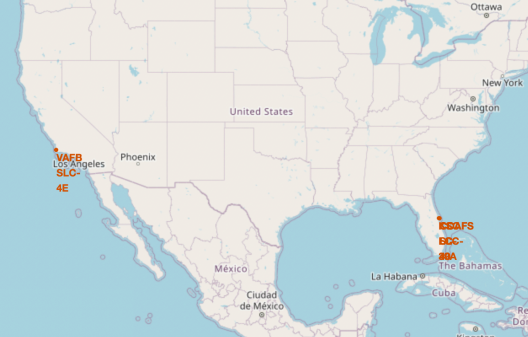 Ottawa
New York
United States
Washington
VAFB
Los Angeles
Phoenix
SLC-
4E
The Bahamas
México
La Habana
Cuba
Ciudad
de México